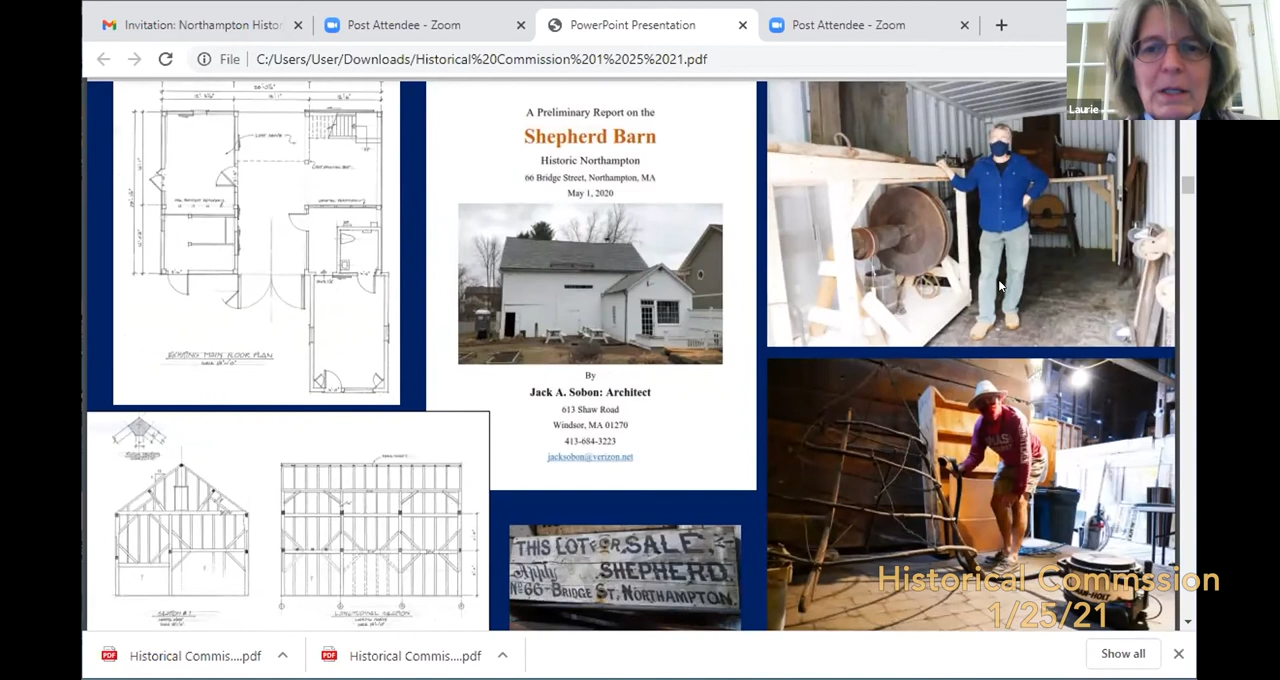 Invitation: Northampton Histor
Post Attendee - Zoom
PowerPoint Presentation
Post Attendee - Zoom
File
C:/Users/User/Downloads/Historical%20Commission%201%2025%2021.pdf
Laurie
A Preliminary Report on the
Shepherd Barn
Historic Northampton
66 Bridge Street, Northampton, MA
May 1, 2020
EXISTING MAIN FLOOR PLAN
By
Jack A. Sobon: Architect
613 Shaw Road
Windsor, MA 01270
413-684-3223
jacksobon@verizon.net
LONGITUDINAL SECTION
THIS LOT FOR SALE.
Apply SHEPHERD.
No 66-BRIDGE ST. NORTHAMPTON.
Historical Commssion
1/25/21
Historical Commis....pdf
Historical Commis....pdf
Show all